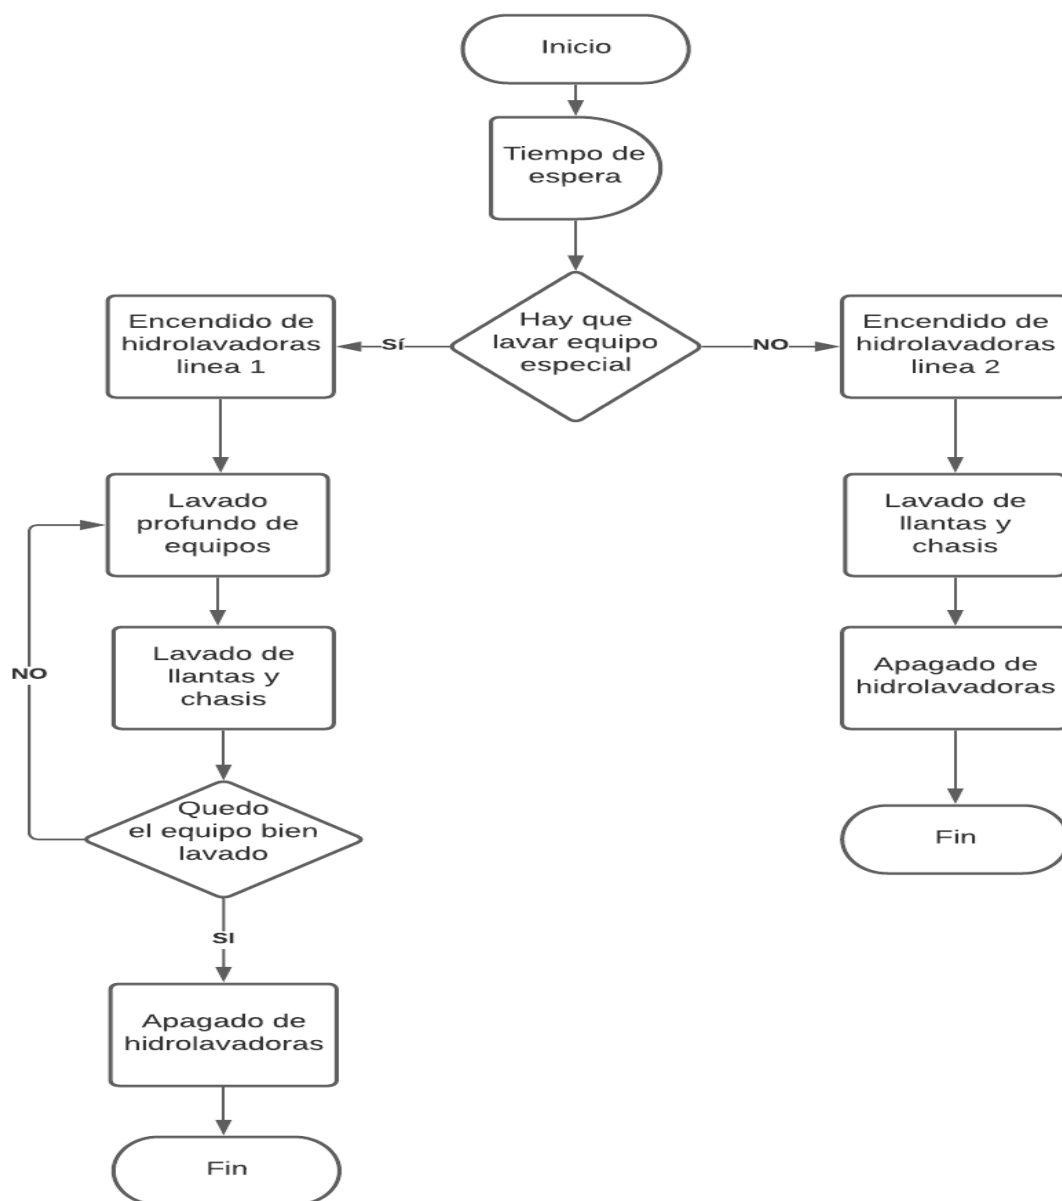 Inicio
Tiempo de
espera
Hay que
lavar equipo
especial
Sí
NO
Encendido de
hidrolavadoras
linea 1
Encendido de
hidrolavadoras
linea 2
Lavado
profundo de
equipos
Lavado de
llantas y
chasis
Lavado de
llantas y
chasis
Apagado de
hidrolavadoras
NO
Quedo
el equipo bien
lavado
Fin
SI
Apagado de
hidrolavadoras
Fin